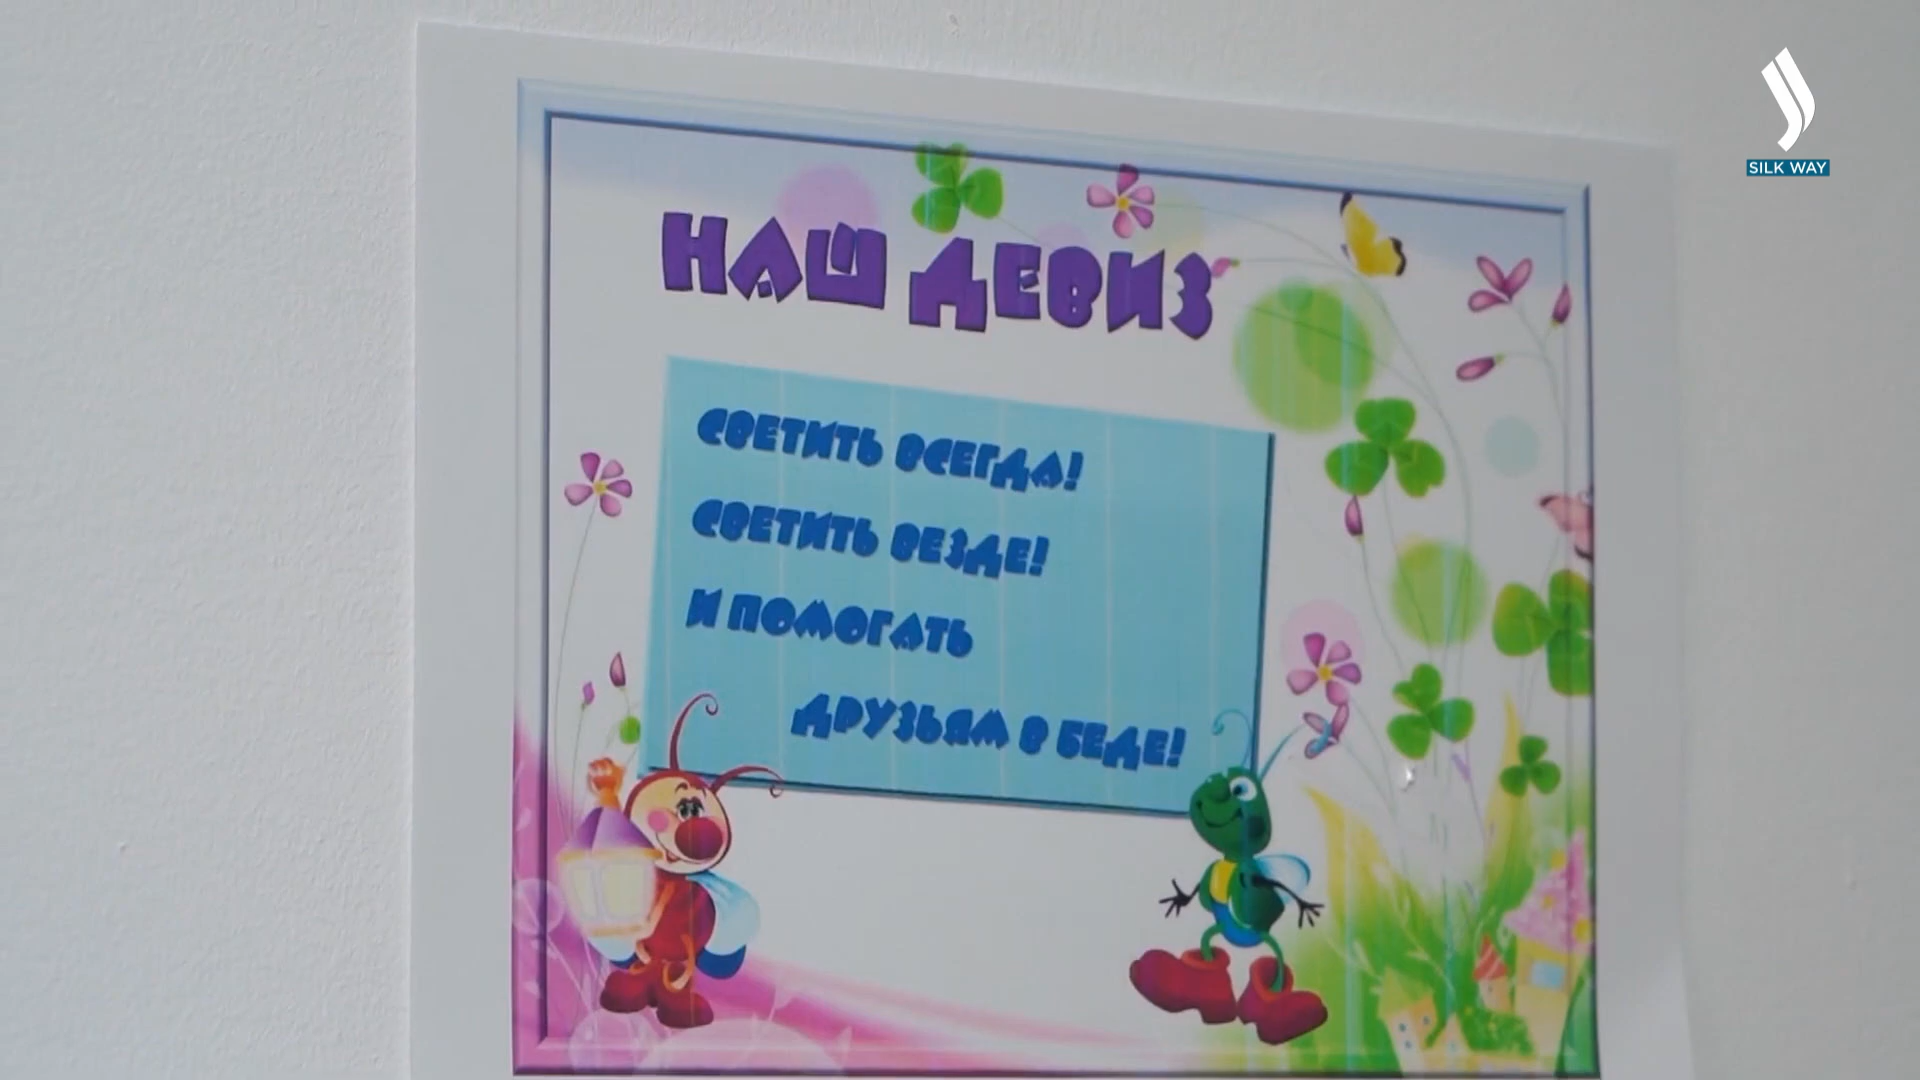 SILK WAY
НАШ ДЕВИЗ
СВЕТИТЬ ВСЕГДА!
СВЕТИТЬ ВЕЗДЕ!
И ПОМОГАТЬ
ДРУЗЬЯМ В БЕДЕ!